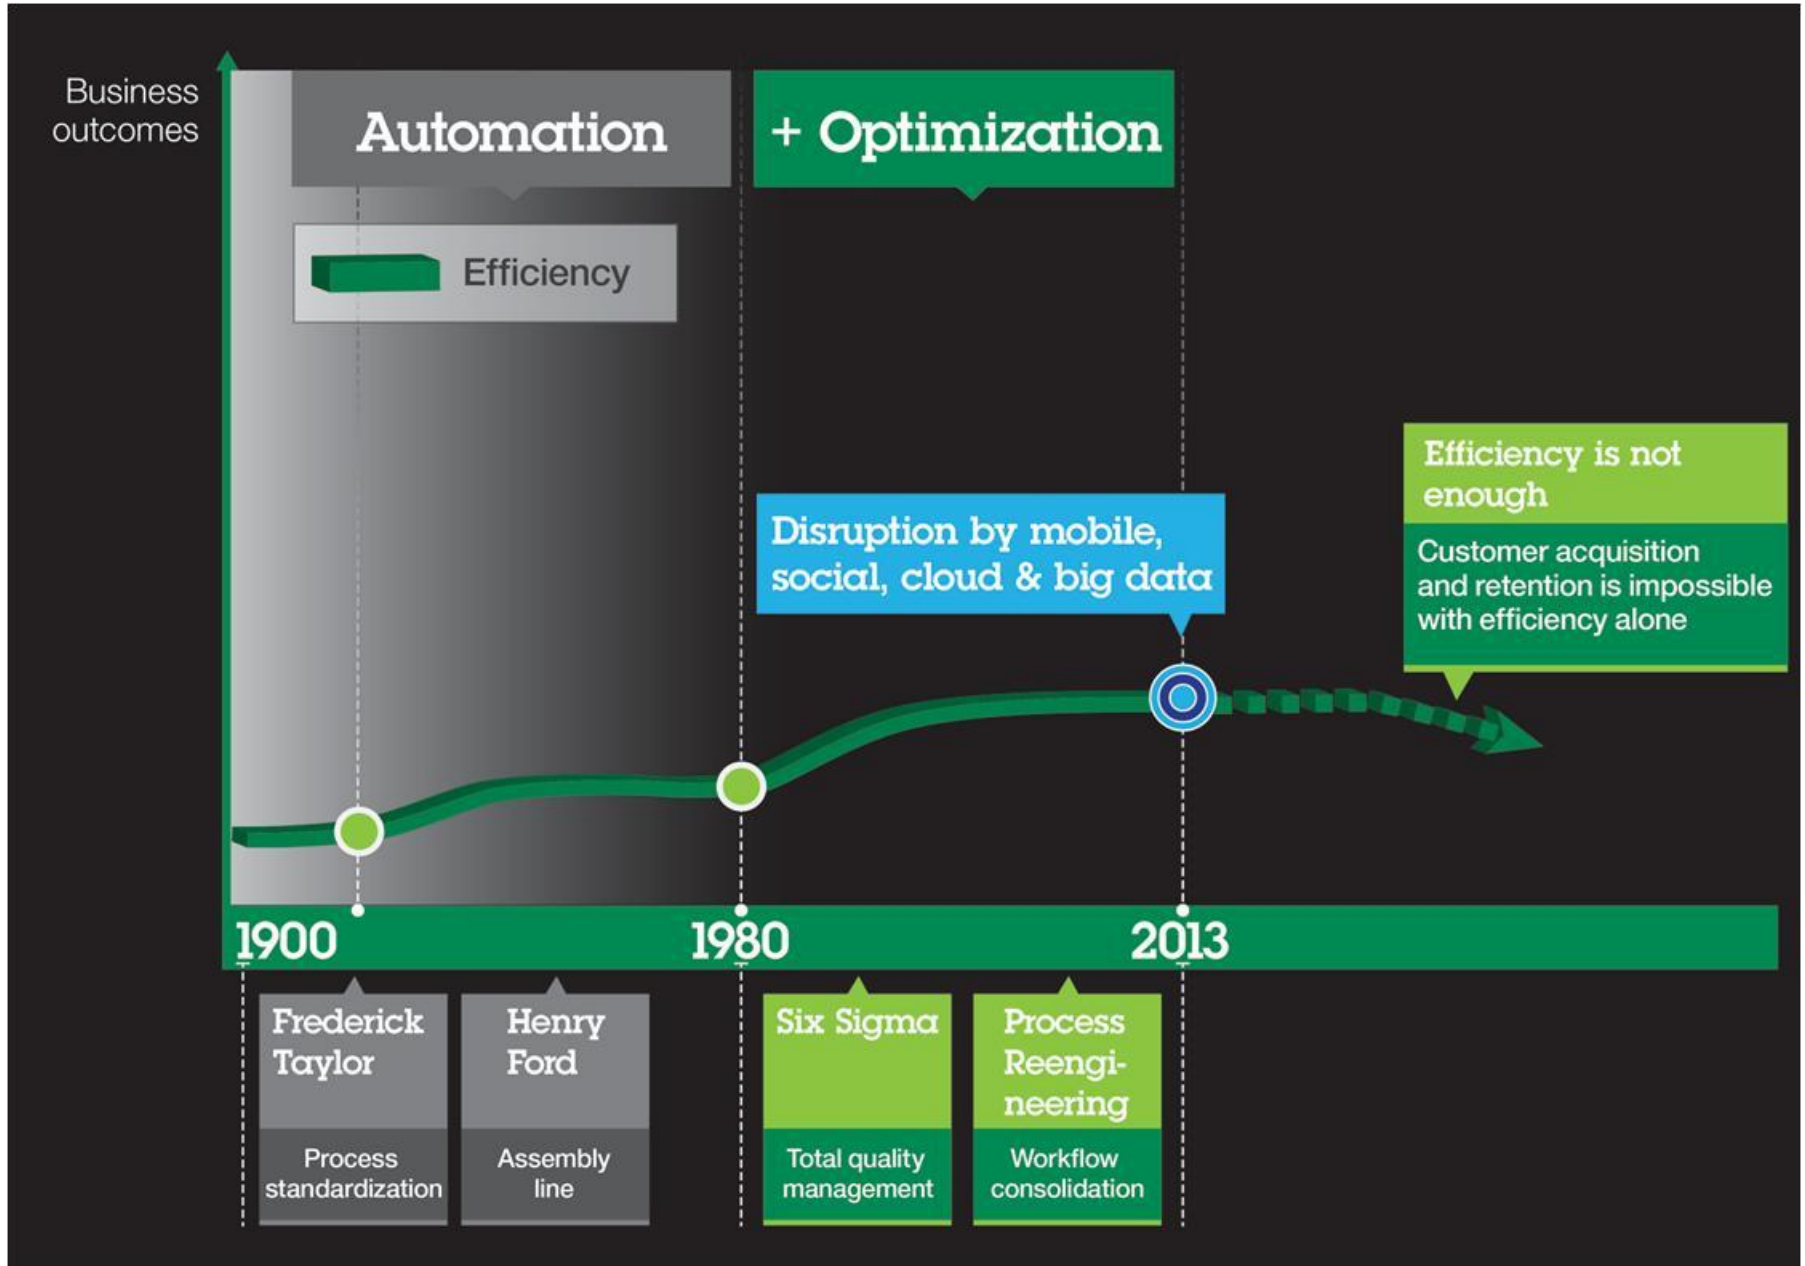 Business
outcomes
Automation
+ Optimization
Efficiency
Disruption by mobile,
social, cloud & big data
Efficiency is not
enough
Customer acquisition
and retention is impossible
with efficiency alone
1900
1980
2013
Frederick
Taylor
Process
standardization
Henry
Ford
Assembly
line
Six Sigma
Total quality
management
Process
Reengi-
neering
Workflow
consolidation